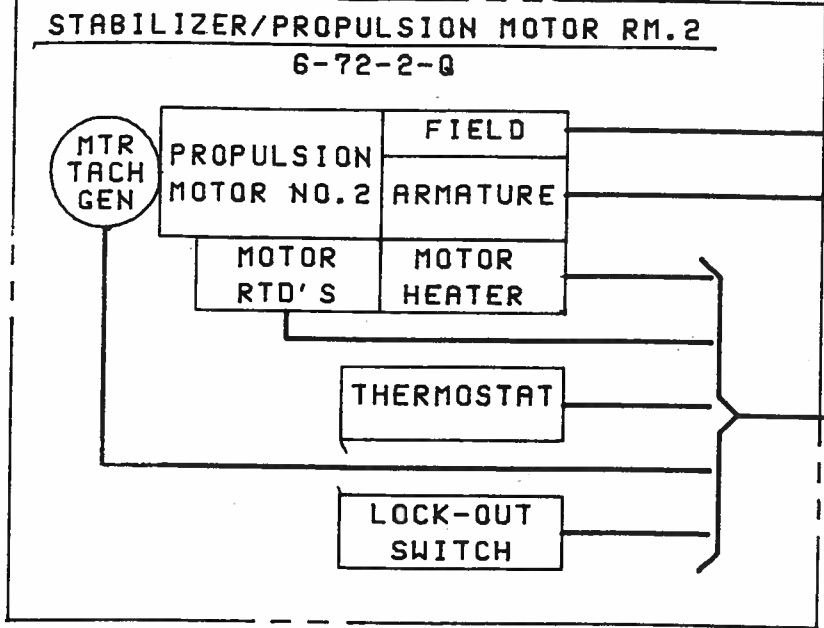 STABILIZER/PROPULSION MOTOR RM.2
6-72-2-Q
MTR
TACH
GEN
PROPULSION
MOTOR NO.2
FIELD
ARMATURE
MOTOR
RTD'S
MOTOR
HEATER
THERMOSTAT
LOCK-OUT
SWITCH